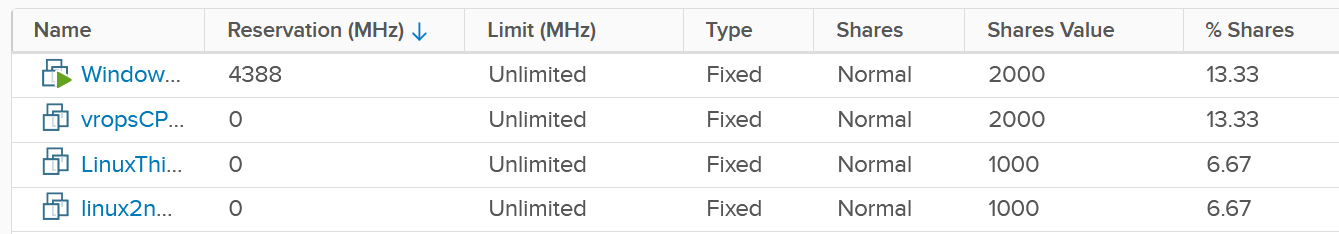 Name Reservation (MHz) ↓ Limit (MHz) Type Shares Shares Value % Shares
Window... 4388 Unlimited Fixed Normal 2000 13.33
vropsCP... 0 Unlimited Fixed Normal 2000 13.33
LinuxThi... 0 Unlimited Fixed Normal 1000 6.67
linux2n... 0 Unlimited Fixed Normal 1000 6.67